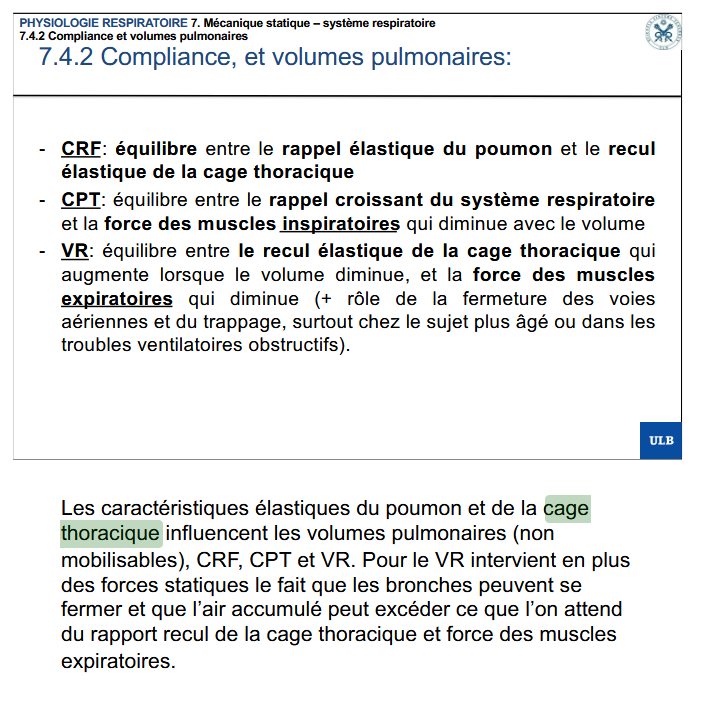 PHYSIOLOGIE RESPIRATOIRE 7. Mécanique statique – système respiratoire
7.4.2 Compliance et volumes pulmonaires
7.4.2 Compliance, et volumes pulmonaires:
- CRF: équilibre entre le rappel élastique du poumon et le recul
élastique de la cage thoracique
- CPT: équilibre entre le rappel croissant du système respiratoire
et la force des muscles inspiratoires qui diminue avec le volume
- VR: équilibre entre le recul élastique de la cage thoracique qui
augmente lorsque le volume diminue, et la force des muscles
expiratoires qui diminue (+ rôle de la fermeture des voies
aériennes et du trappage, surtout chez le sujet plus âgé ou dans les
troubles ventilatoires obstructifs).
ULB
Les caractéristiques élastiques du poumon et de la cage
thoracique influencent les volumes pulmonaires (non
mobilisables), CRF, CPT et VR. Pour le VR intervient en plus
des forces statiques le fait que les bronches peuvent se
fermer et que l’air accumulé peut excéder ce que l’on attend
du rapport recul de la cage thoracique et force des muscles
expiratoires.